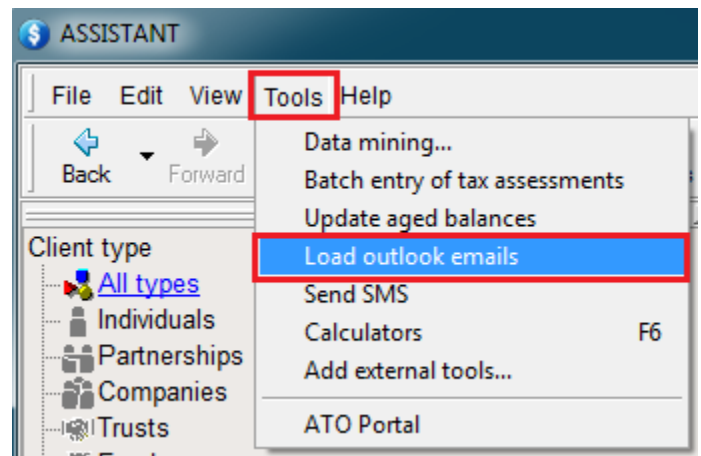 ASSISTANT
File Edit View Tools Help
Back Forward
Data mining...
Batch entry of tax assessments
Update aged balances
Load outlook emails
Send SMS
Calculators F6
Add external tools...
ATO Portal
Client type
All types
Individuals
Partnerships
Companies
Trusts